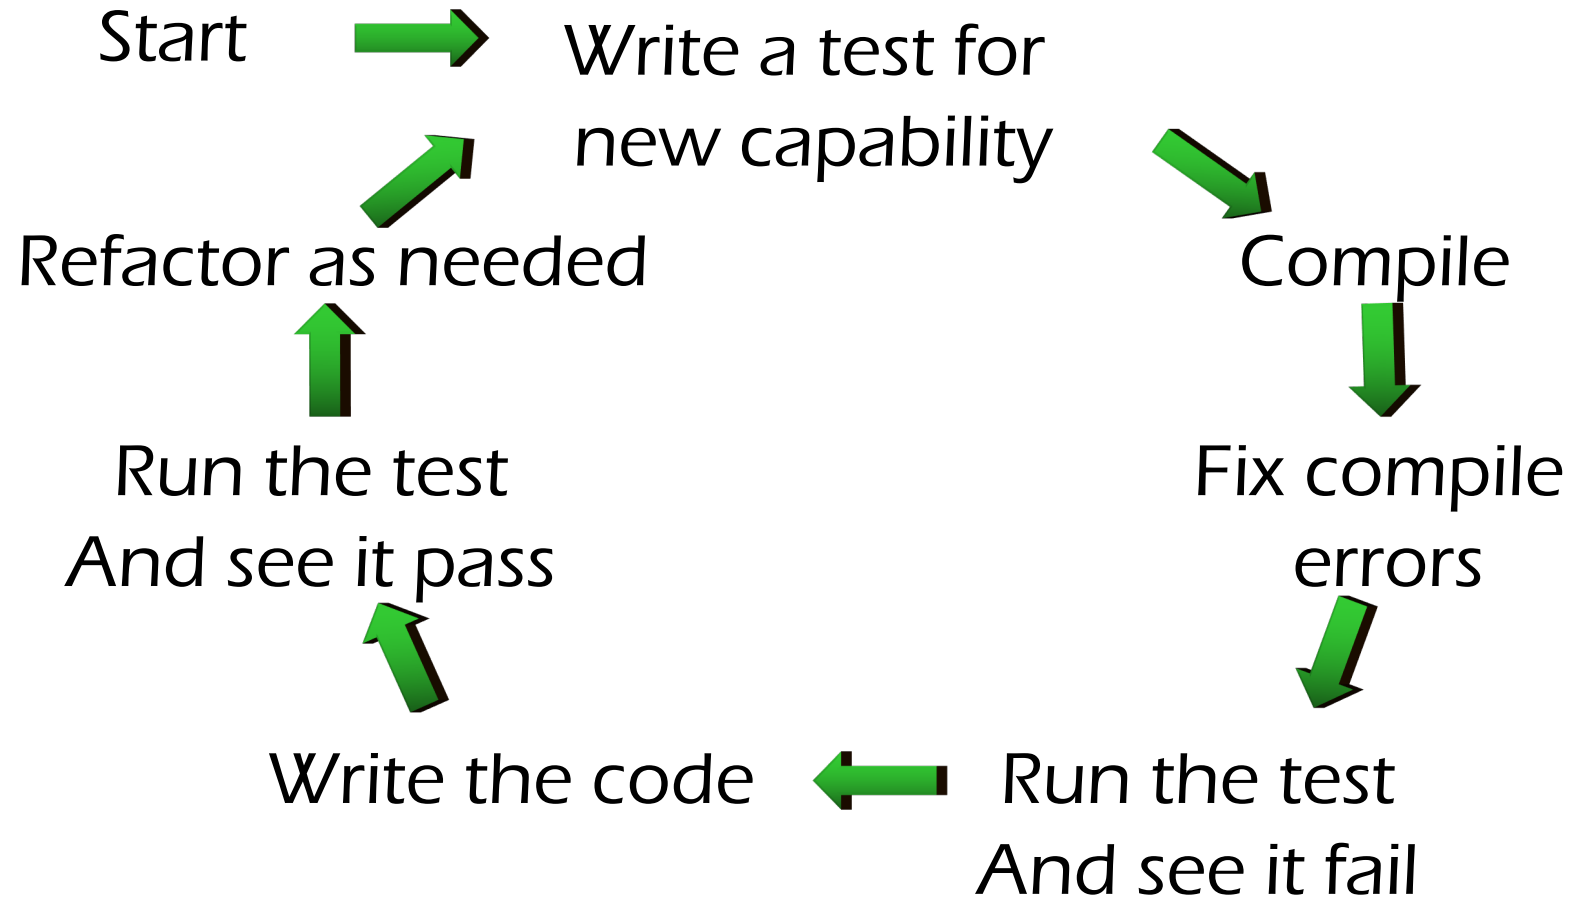 Start
Write a test for
new capability
Compile
Fix compile
errors
Run the test
And see it fail
Write the code
Run the test
And see it pass
Refactor as needed